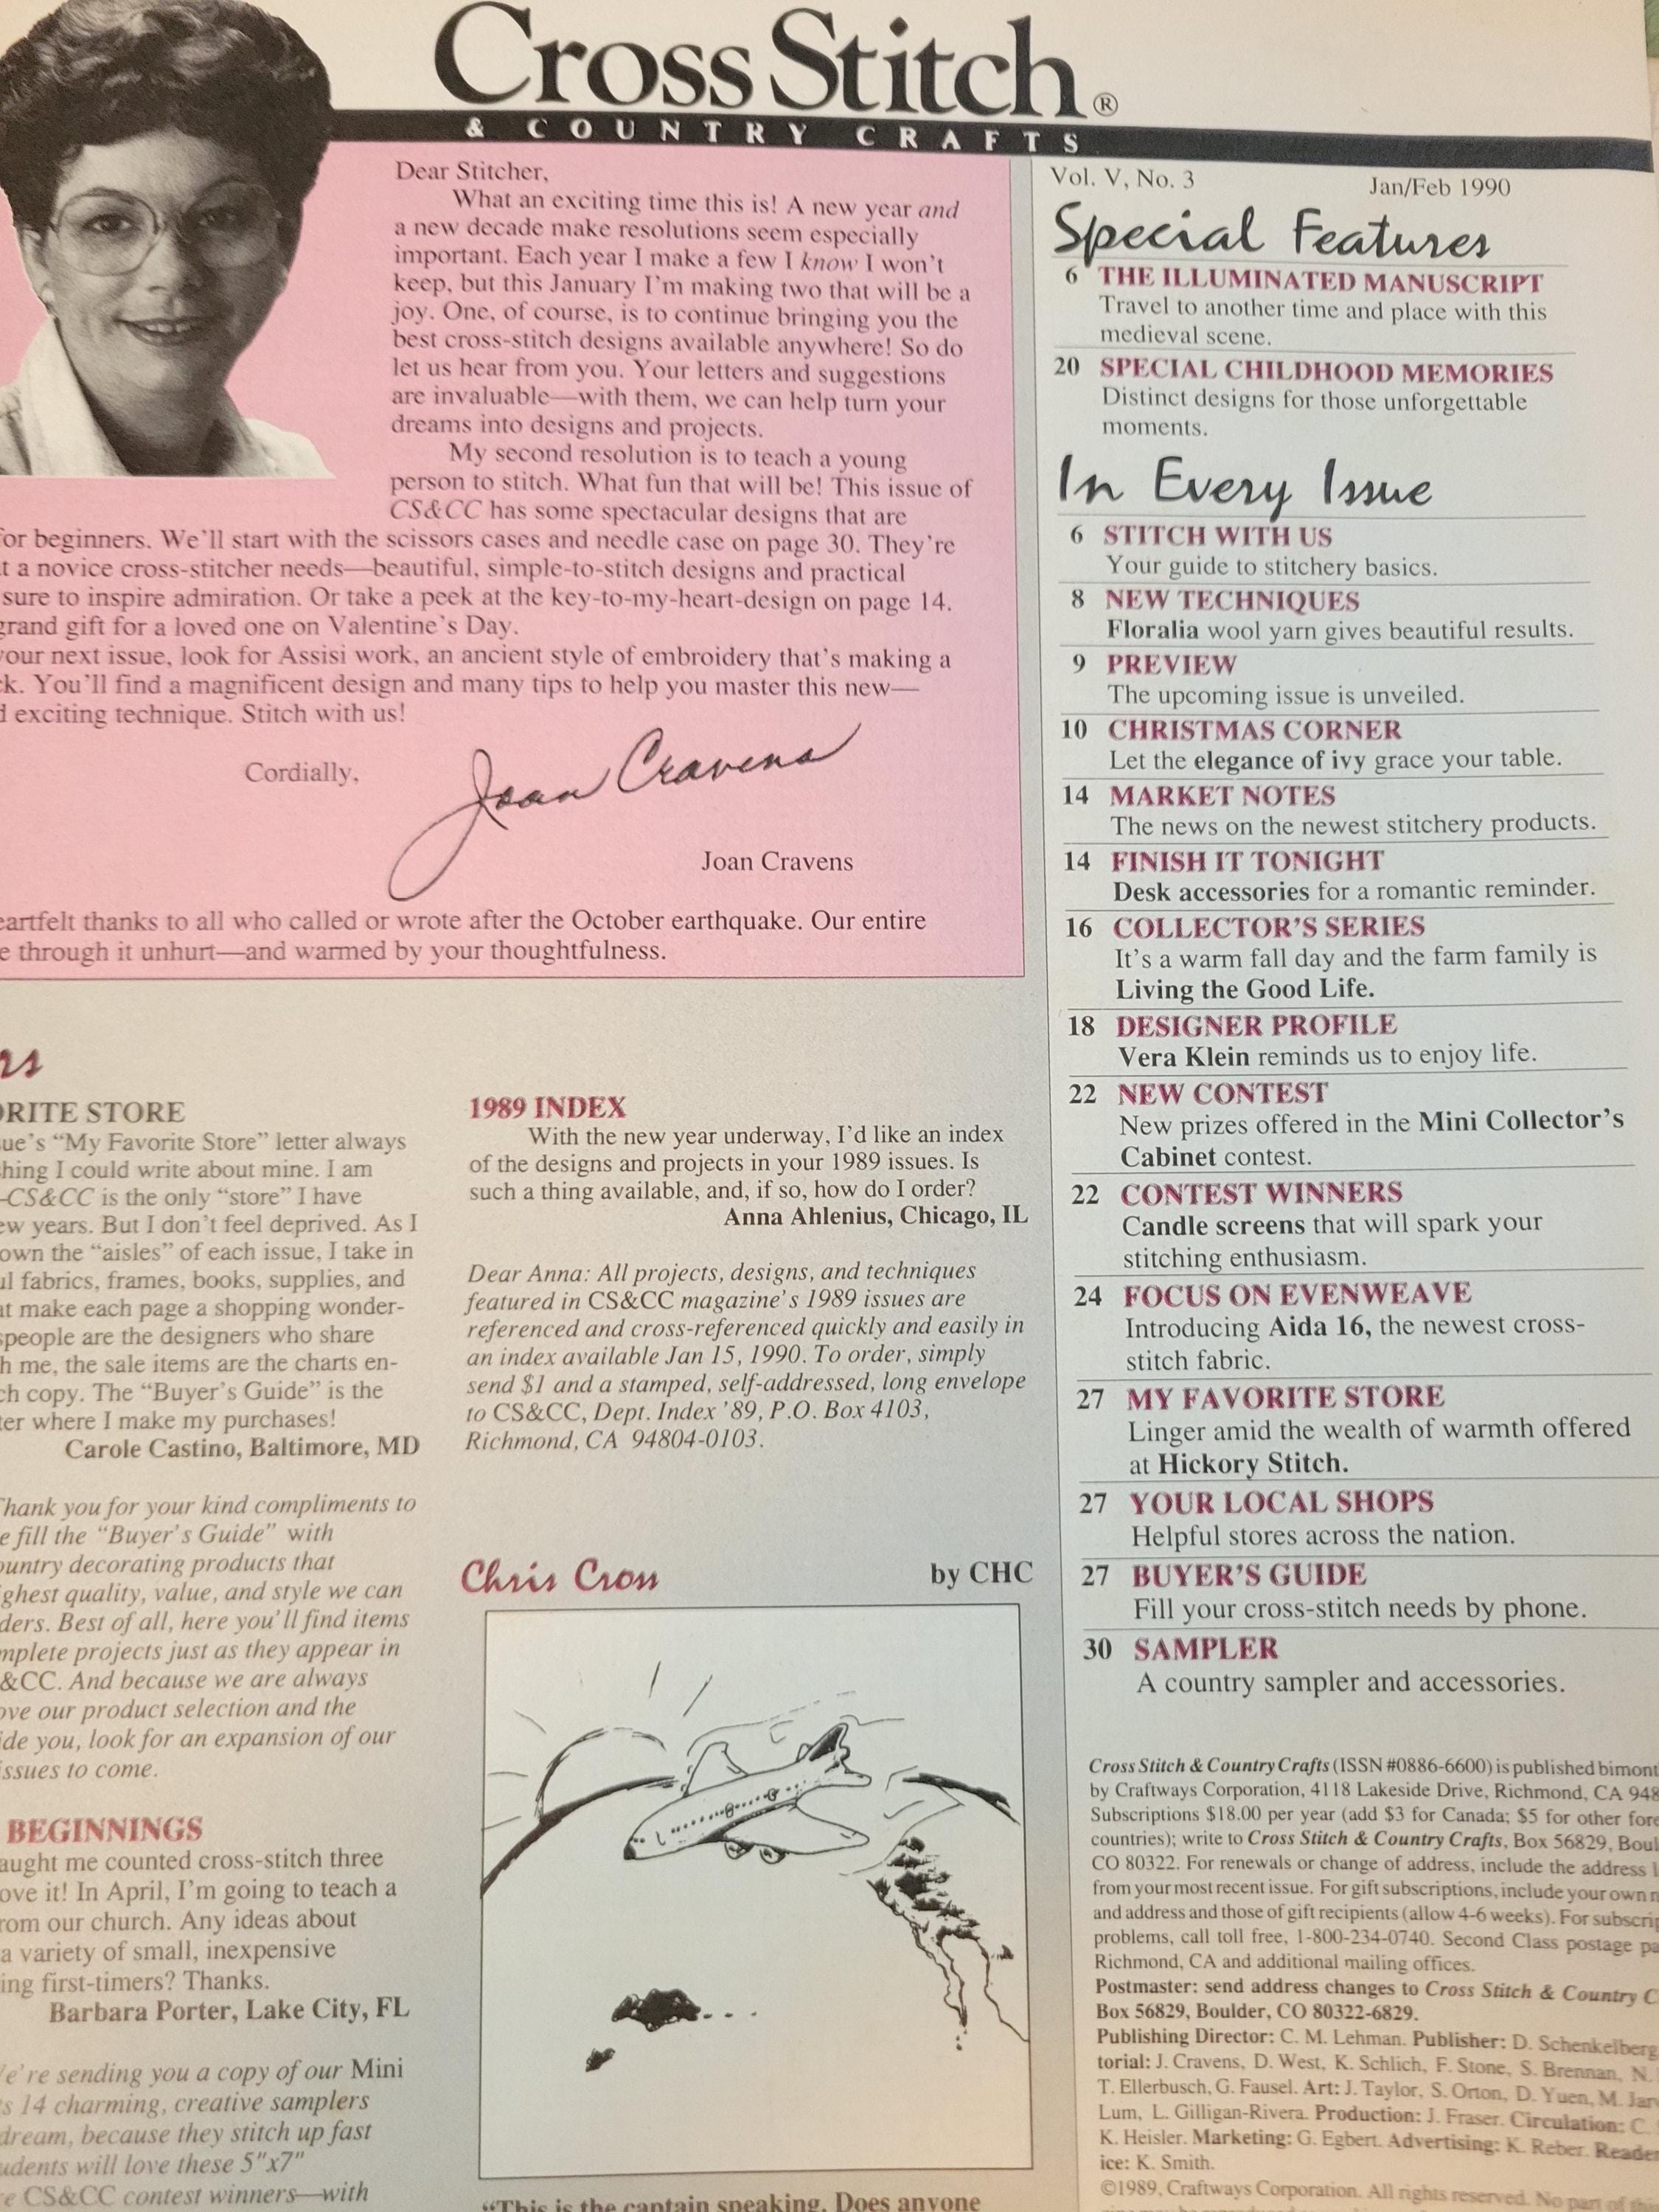 Cross Stitch®
& COUNTRY CRAFTS
Dear Stitcher,
What an exciting time this is! A new year and
a new decade make resolutions seem especially
important. Each year I make a few I know I won't
keep, but this January I'm making two that will be a
joy. One, of course, is to continue bringing you the
best cross-stitch designs available anywhere! So do
let us hear from you. Your letters and suggestions
are invaluable—with them, we can help turn your
dreams into designs and projects.
My second resolution is to teach a young
person to stitch. What fun that will be! This issue of
CS&CC has some spectacular designs that are
for beginners. We'll start with the scissors cases and needle case on page 30. They're
t a novice cross-stitcher needs—beautiful, simple-to-stitch designs and practical
sure to inspire admiration. Or take a peek at the key-to-my-heart-design on page 14.
grand gift for a loved one on Valentine's Day.
your next issue, look for Assisi work, an ancient style of embroidery that's making a
k. You'll find a magnificent design and many tips to help you master this new—
d exciting technique. Stitch with us!
Cordially,
Joan Cravens
Joan Cravens
eartfelt thanks to all who called or wrote after the October earthquake. Our entire
e through it unhurt—and warmed by your thoughtfulness.
rs
ORITE STORE
sue's "My Favorite Store" letter always
thing I could write about mine. I am
–CS&CC is the only "store" I have
ew years. But I don't feel deprived. As I
own the "aisles" of each issue, I take in
ul fabrics, frames, books, supplies, and
at make each page a shopping wonder-
speople are the designers who share
h me, the sale items are the charts en-
ch copy. The "Buyer's Guide" is the
ter where I make my purchases!
Carole Castino, Baltimore, MD
Thank you for your kind compliments to
e fill the "Buyer's Guide" with
ountry decorating products that
ighest quality, value, and style we can
ders. Best of all, here you'll find items
mplete projects just as they appear in
&CC. And because we are always
ove our product selection and the
ide you, look for an expansion of our
issues to come.
BEGINNINGS
aught me counted cross-stitch three
ove it! In April, I'm going to teach a
rom our church. Any ideas about
a variety of small, inexpensive
ing first-timers? Thanks.
Barbara Porter, Lake City, FL
We're sending you a copy of our Mini
s 14 charming, creative samplers
dream, because they stitch up fast
udents will love these 5"x7"
e CS&CC contest winners—with
1989 INDEX
With the new year underway, I'd like an index
of the designs and projects in your 1989 issues. Is
such a thing available, and, if so, how do I order?
Anna Ahlenius, Chicago, IL
Dear Anna: All projects, designs, and techniques
featured in CS&CC magazine's 1989 issues are
referenced and cross-referenced quickly and easily in
an index available Jan 15, 1990. To order, simply
send $1 and a stamped, self-addressed, long envelope
to CS&CC, Dept. Index '89, P.O. Box 4103,
Richmond, CA 94804-0103.
Chris Cross by CHC
"This is the captain speaking. Does anyone
Vol. V, No. 3 Jan/Feb 1990
Special Features
6 THE ILLUMINATED MANUSCRIPT
Travel to another time and place with this
medieval scene.
20 SPECIAL CHILDHOOD MEMORIES
Distinct designs for those unforgettable
moments.
In Every Issue
6 STITCH WITH US
Your guide to stitchery basics.
8 NEW TECHNIQUES
Floralia wool yarn gives beautiful results.
9 PREVIEW
The upcoming issue is unveiled.
10 CHRISTMAS CORNER
Let the elegance of ivy grace your table.
14 MARKET NOTES
The news on the newest stitchery products.
14 FINISH IT TONIGHT
Desk accessories for a romantic reminder.
16 COLLECTOR'S SERIES
It's a warm fall day and the farm family is
Living the Good Life.
18 DESIGNER PROFILE
Vera Klein reminds us to enjoy life.
22 NEW CONTEST
New prizes offered in the Mini Collector's
Cabinet contest.
22 CONTEST WINNERS
Candle screens that will spark your
stitching enthusiasm.
24 FOCUS ON EVENWEAVE
Introducing Aida 16, the newest cross-
stitch fabric.
27 MY FAVORITE STORE
Linger amid the wealth of warmth offered
at Hickory Stitch.
27 YOUR LOCAL SHOPS
Helpful stores across the nation.
27 BUYER'S GUIDE
Fill your cross-stitch needs by phone.
30 SAMPLER
A country sampler and accessories.
Cross Stitch & Country Crafts (ISSN #0886-6600) is published bimont
by Craftways Corporation, 4118 Lakeside Drive, Richmond, CA 948
Subscriptions $18.00 per year (add $3 for Canada; $5 for other fore
countries); write to Cross Stitch & Country Crafts, Box 56829, Boul
CO 80322. For renewals or change of address, include the address l
from your most recent issue. For gift subscriptions, include your own n
and address and those of gift recipients (allow 4-6 weeks). For subscrip
problems, call toll free, 1-800-234-0740. Second Class postage pa
Richmond, CA and additional mailing offices.
Postmaster: send address changes to Cross Stitch & Country C
Box 56829, Boulder, CO 80322-6829.
Publishing Director: C. M. Lehman. Publisher: D. Schenkelberg
torial: J. Cravens, D. West, K. Schlich, F. Stone, S. Brennan, N.
T. Ellerbusch, G. Fausel. Art: J. Taylor, S. Orton, D. Yuen, M. Jar
Lum, L. Gilligan-Rivera. Production: J. Fraser. Circulation: C.
K. Heisler. Marketing: G. Egbert. Advertising: K. Reber. Reader
ice: K. Smith.
©1989, Craftways Corporation. All rights reserved. No part of this